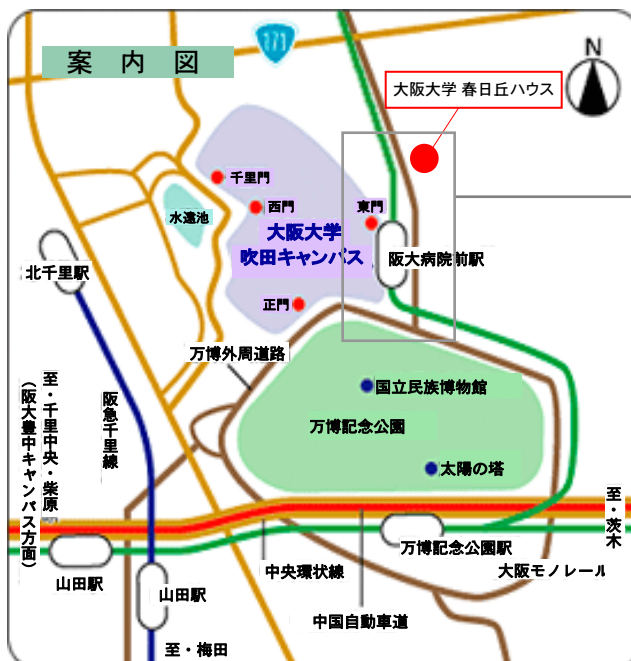 171
案内図
N
大阪大学 春日丘ハウス
千里門
西門
東門
水遠池
大阪大学
吹田キャンパス
阪大病院前駅
北千里駅
正門
万博外周道路
国立民族博物館
万博記念公園
太陽の塔
阪急千里線
至・千里中央・柴原
(阪大豊中キャンパス方面)
至・茨木
万博記念公園駅
中央環状線
大阪モノレール
山田駅
山田駅
中国自動車道
至・梅田